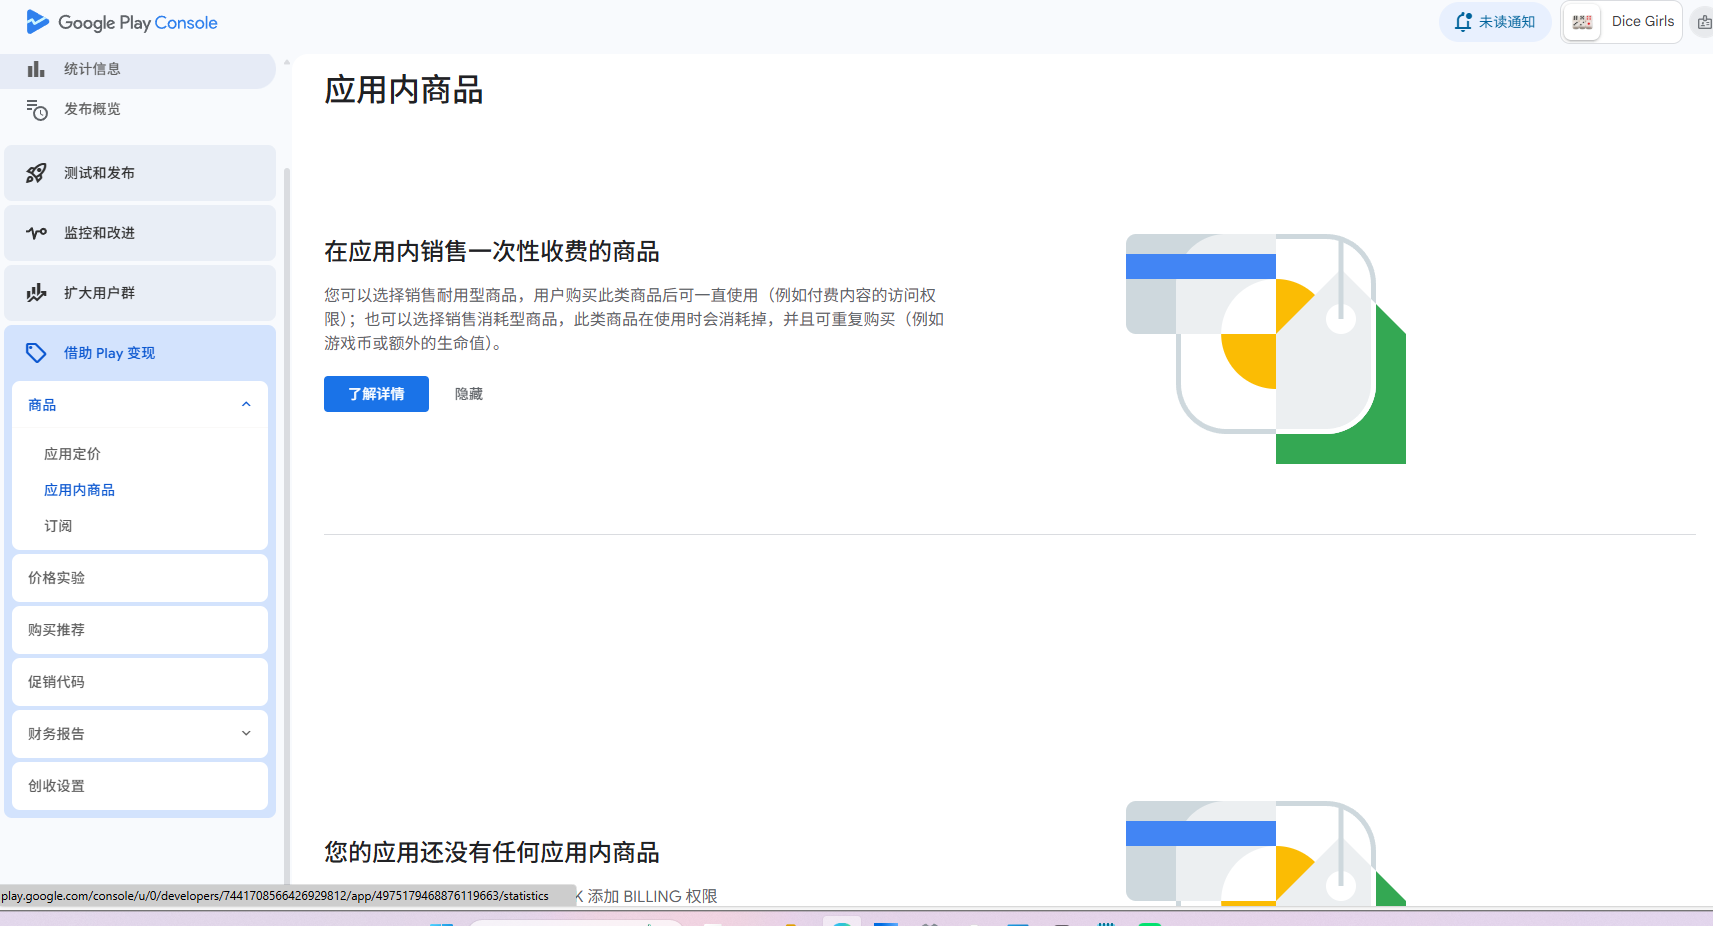 Google Play Console
未读通知
Dice Girls
统计信息
发布概览
测试和发布
监控和改进
扩大用户群
借助 Play 变现
商品
应用定价
应用内商品
订阅
价格实验
购买推荐
促销代码
财务报告
创收设置
应用内商品
在应用内销售一次性收费的商品
您可以选择销售耐用型商品，用户购买此类商品后可一直使用（例如付费内容的访问权
限）；也可以选择销售消耗型商品，此类商品在使用时会消耗掉，并且可重复购买（例如
游戏币或额外的生命值）。
了解详情
隐藏
您的应用还没有任何应用内商品
K 添加 BILLING 权限
play.google.com/console/u/0/developers/7441708566426929812/app/4975179468876119663/statistics